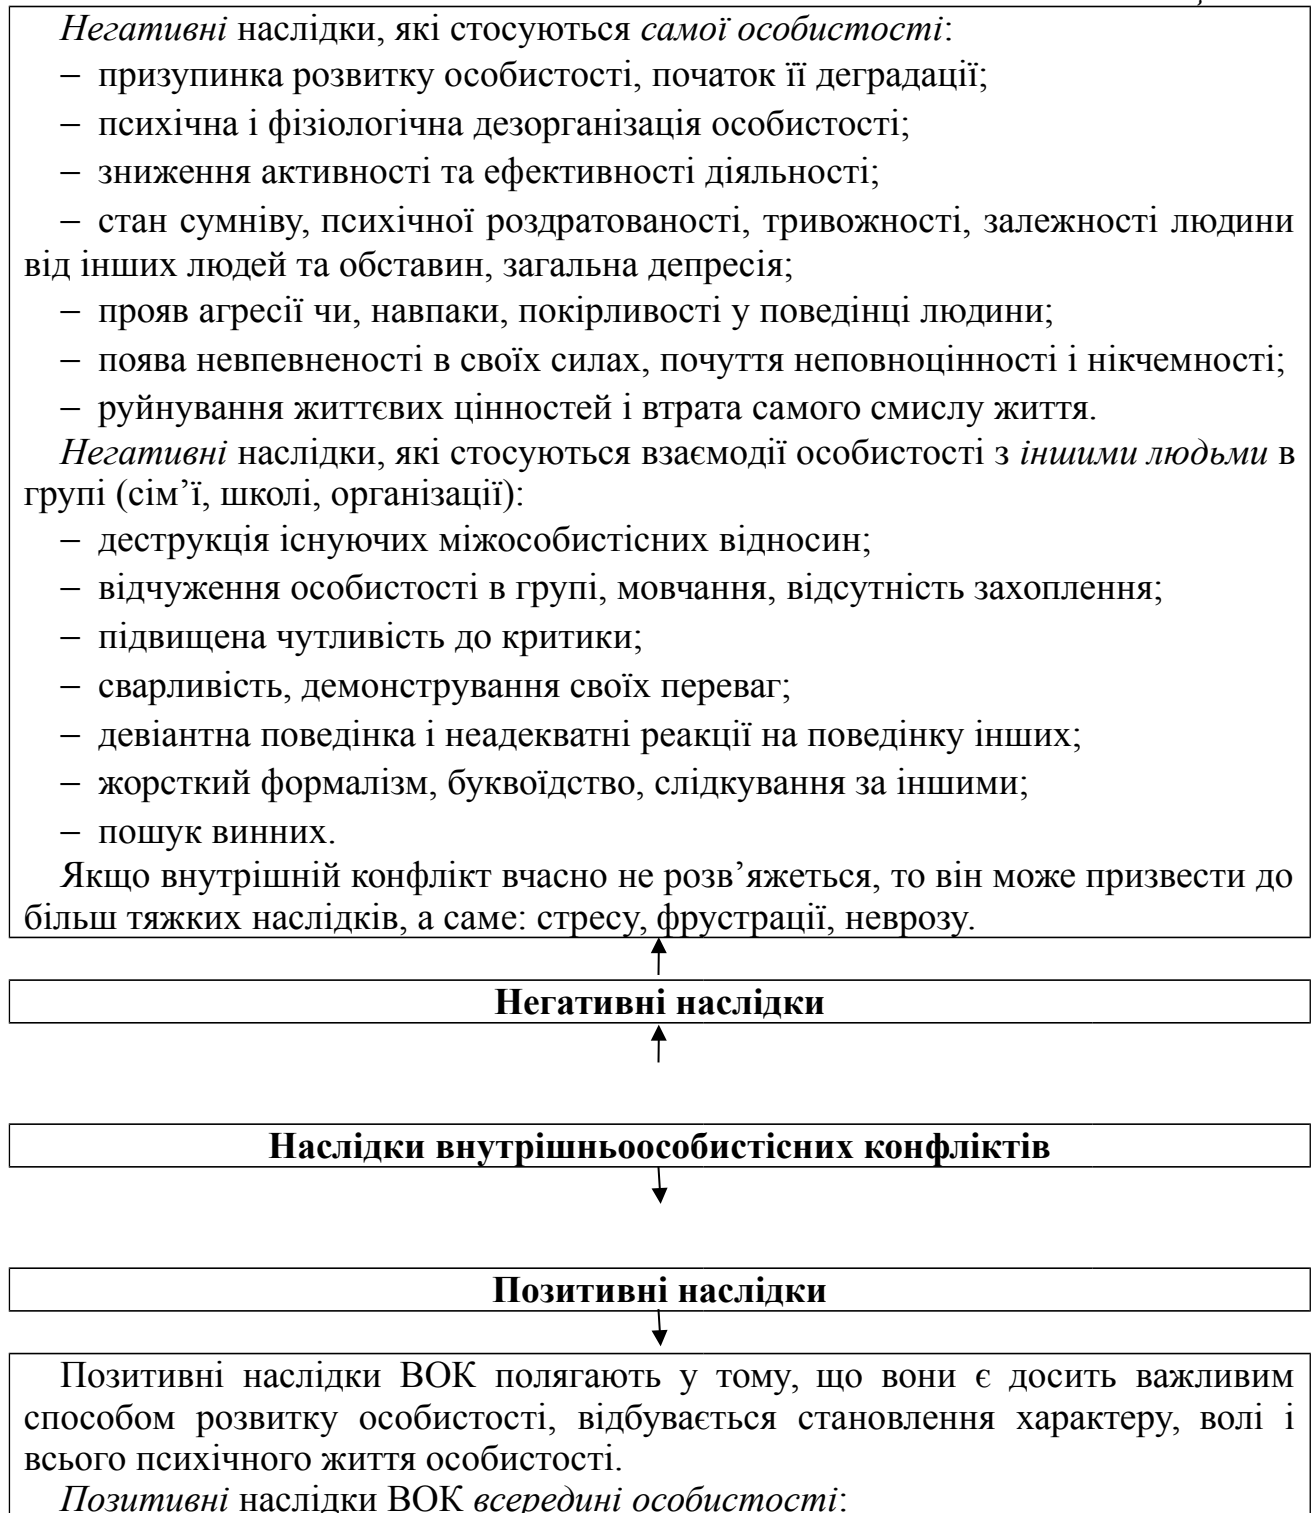 Негативні наслідки, які стосуються самої особистості:
– призупинка розвитку особистості, початок її деградації;
– психічна і фізіологічна дезорганізація особистості;
– зниження активності та ефективності діяльності;
– стан сумніву, психічної роздратованості, тривожності, залежності людини
від інших людей та обставин, загальна депресія;
– прояв агресії чи, навпаки, покірливості у поведінці людини;
– поява невпевненості в своїх силах, почуття неповноцінності і нікчемності;
– руйнування життєвих цінностей і втрата самого смислу життя.
Негативні наслідки, які стосуються взаємодії особистості з іншими людьми в
групі (сім’ї, школі, організації):
– деструкція існуючих міжособистісних відносин;
– відчуження особистості в групі, мовчання, відсутність захоплення;
– підвищена чутливість до критики;
– сварливість, демонстрування своїх переваг;
– девіантна поведінка і неадекватні реакції на поведінку інших;
– жорсткий формалізм, буквоїдство, слідкування за іншими;
– пошук винних.
Якщо внутрішній конфлікт вчасно не розв’яжеться, то він може призвести до
більш тяжких наслідків, а саме: стресу, фрустрації, неврозу.
Негативні наслідки
Наслідки внутрішньоособистісних конфліктів
Позитивні наслідки
Позитивні наслідки ВОК полягають у тому, що вони є досить важливим
способом розвитку особистості, відбувається становлення характеру, волі і
всього психічного життя особистості.
Позитивні наслідки ВОК всередині особистості: